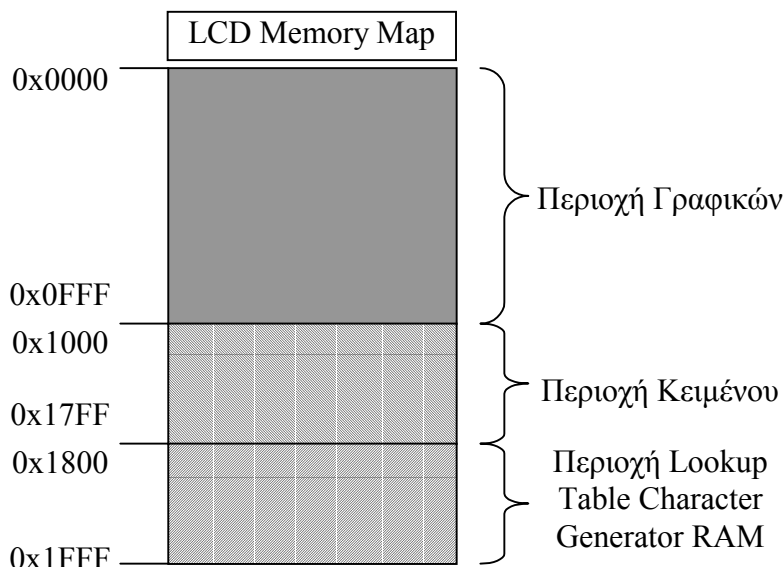 LCD Memory Map
0x0000
Περιοχή Γραφικών
0x0FFF
0x1000
Περιοχή Κειμένου
0x17FF
0x1800
Περιοχή Lookup
Table Character
Generator RAM
0x1FFF